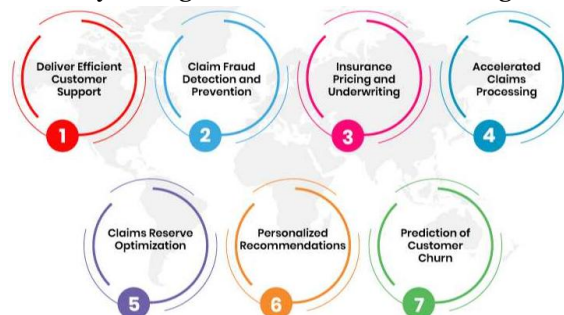 Deliver Efficient
Customer
Support
1
Claim Fraud
Detection and
Prevention
2
Insurance
Pricing and
Underwriting
3
Accelerated
Claims
Processing
4
Claims Reserve
Optimization
5
Personalized
Recommendations
6
Prediction of
Customer
Churn
7